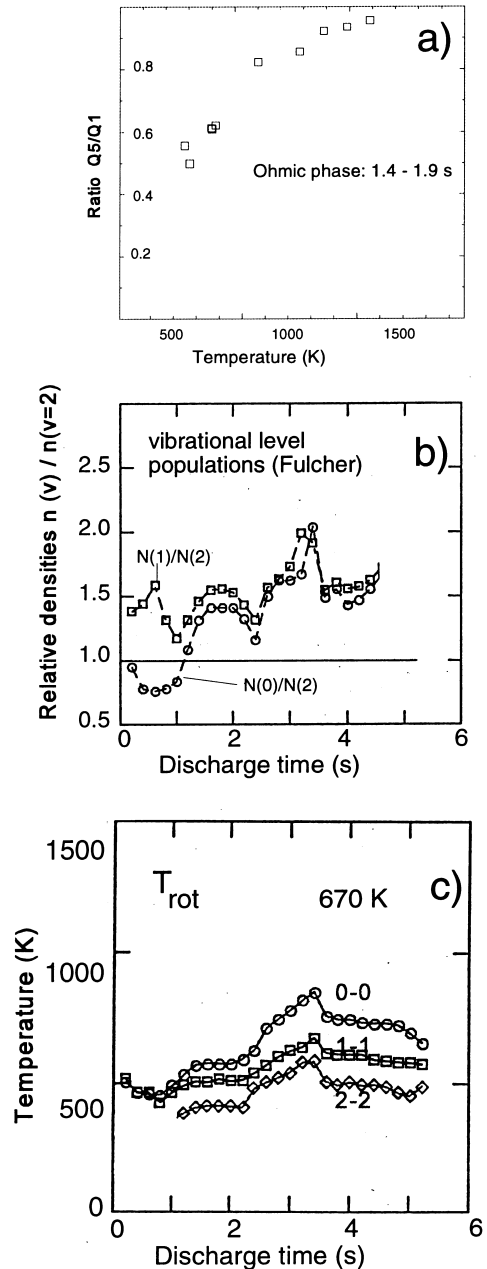 a)
0.8
0.6
0.4
0.2
Ratio Q5/Q1
Ohmic phase: 1.4 - 1.9 s
500 1000 1500
Temperature (K)
b)
vibrational level
populations (Fulcher)
2.5
2.0
1.5
1.0
0.5
Relative densities n (v) / n(v=2)
N(1)/N(2)
N(0)/N(2)
0 2 4 6
Discharge time (s)
c)
Trot 670 K
1500
1000
500
0
Temperature (K)
0-0
1-1
2-2
0 2 4 6
Discharge time (s)